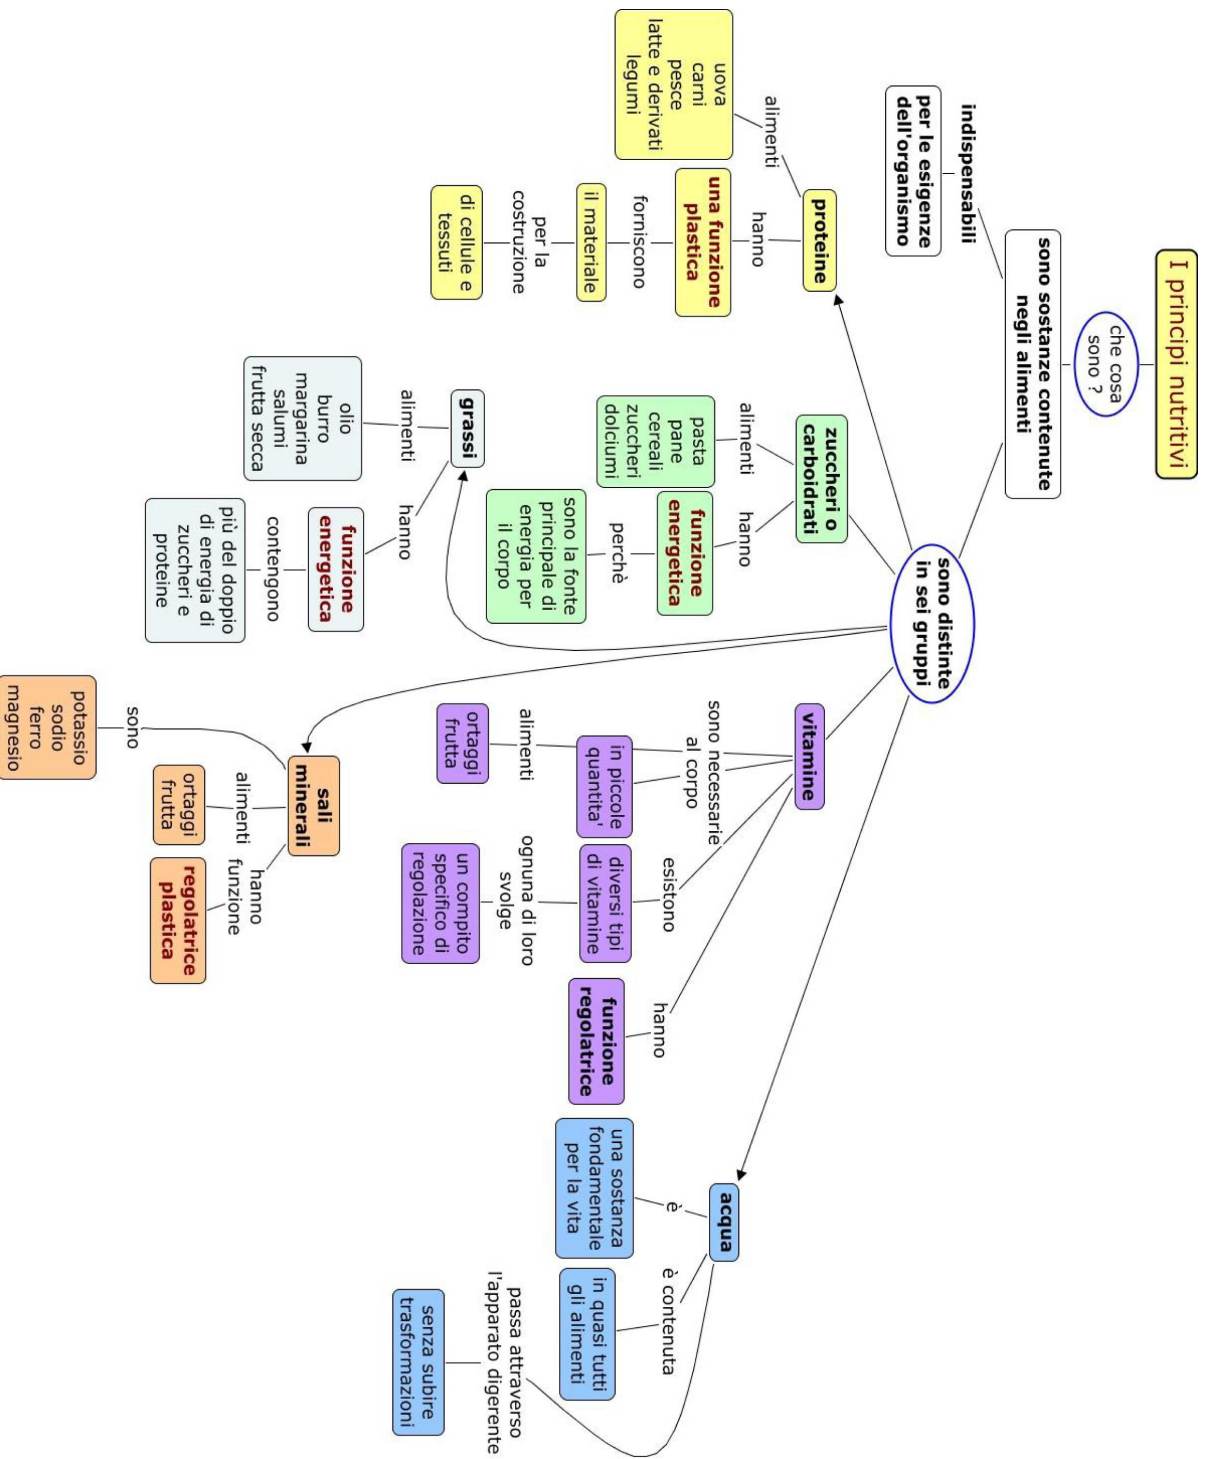 I principi nutritivi
che cosa
sono ?
sono sostanze contenute
negli alimenti
indispensabili
per le esigenze
dell'organismo
sono distinte
in sei gruppi
proteine
alimenti
uova
carni
pesce
latte e derivati
legumi
hanno
una funzione
plastica
forniscono
il materiale
per la
costruzione
di cellule e
tessuti
zuccheri o
carboidrati
alimenti
pasta
pane
cereali
zuccheri
dolciumi
hanno
funzione
energetica
perchè
sono la fonte
principale di
energia per
il corpo
grassi
alimenti
olio
burro
margarina
salumi
frutta secca
hanno
funzione
energetica
contengono
più del doppio
di energia di
zuccheri e
proteine
vitamine
sono necessarie
al corpo
in piccole
quantita'
alimenti
ortaggi
frutta
esistono
diversi tipi
di vitamine
ognuna di loro
svolge
un compito
specifico di
regolazione
hanno
funzione
regolatrice
sali
minerali
sono
potassio
sodio
ferro
magnesio
alimenti
ortaggi
frutta
hanno
funzione
regolatrice
plastica
acqua
è
una sostanza
fondamentale
per la vita
è contenuta
in quasi tutti
gli alimenti
passa attraverso
l'apparato digerente
senza subire
trasformazioni